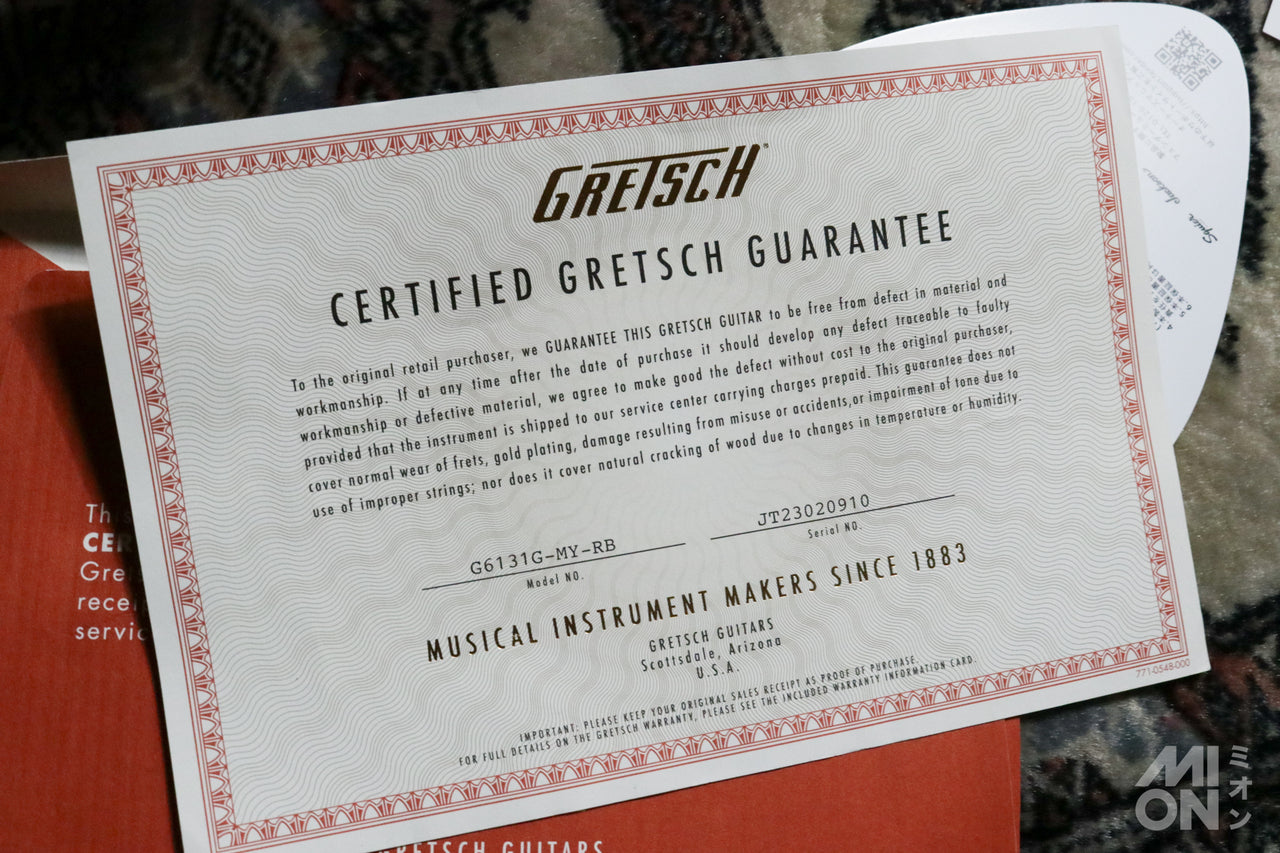 GRETSCH
CERTIFIED GRETSCH GUARANTEE
To the original retail purchaser, we GUARANTEE THIS GRETSCH GUITAR to be free from defect in material and
workmanship. If at any time after the date of purchase it should develop any defect traceable to faulty
workmanship or defective material, we agree to make good the defect without cost to the original purchaser,
provided that the instrument is shipped to our service center carrying charges prepaid. This guarantee does not
cover normal wear of frets, gold plating, damage resulting from misuse or accidents,or impairment of tone due to
use of improper strings; nor does it cover natural cracking of wood due to changes in temperature or humidity.
G6131G-MY-RB
Model NO.
JT23020910
Serial NO.
MUSICAL INSTRUMENT MAKERS SINCE 1883
GRETSCH GUITARS
Scottsdale, Arizona
U.S.A.
IMPORTANT: PLEASE KEEP YOUR ORIGINAL SALES RECEIPT AS PROOF OF PURCHASE.
FOR FULL DETAILS ON THE GRETSCH WARRANTY, PLEASE SEE THE INCLUDED WARRANTY INFORMATION CARD.
771-0548-000
GUITARS
Squier
Jackson
MION
ミオン